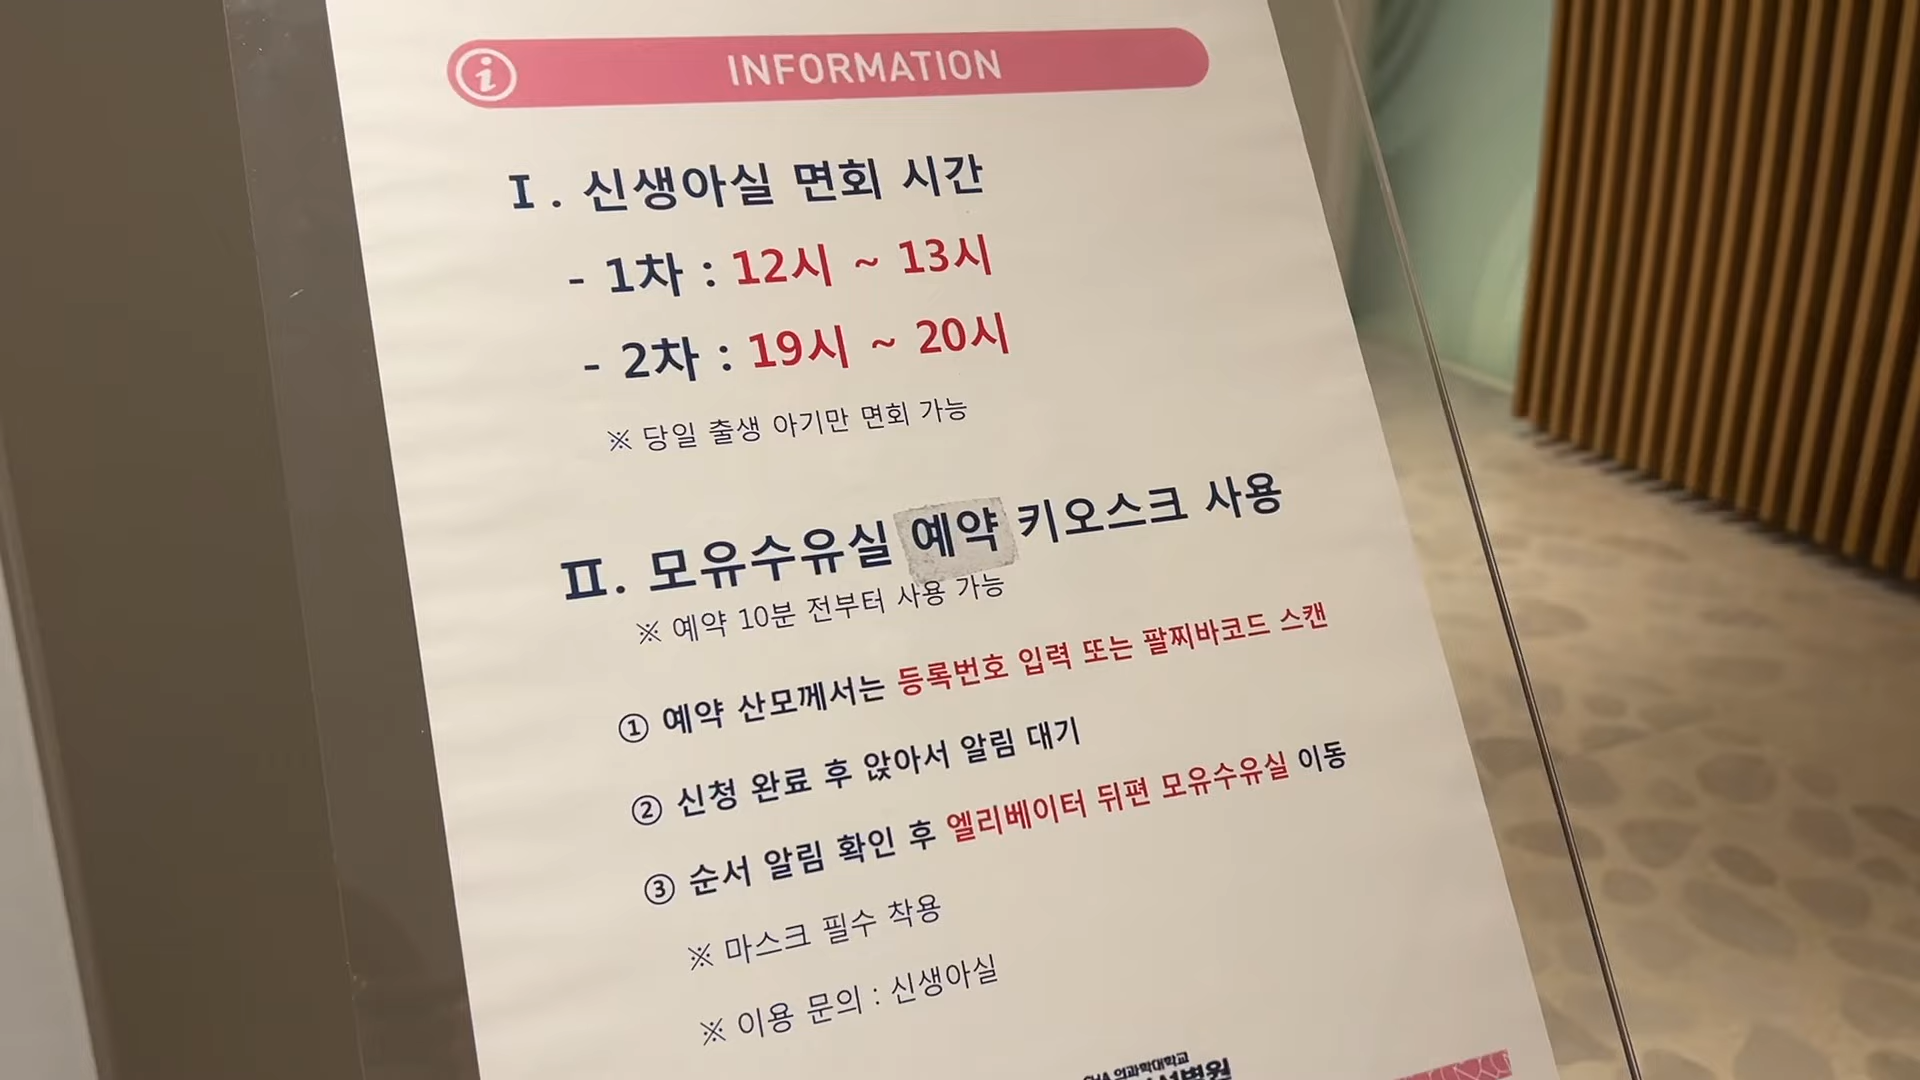 INFORMATION
Ⅰ. 신생아실 면회 시간
- 1차 : 12시 ~ 13시
- 2차 : 19시 ~ 20시
※ 당일 출생 아기만 면회 가능
Ⅱ. 모유수유실 예약 키오스크 사용
※ 예약 10분 전부터 사용 가능
① 예약 산모께서는 등록번호 입력 또는 팔찌바코드 스캔
② 신청 완료 후 앉아서 알림 대기
③ 순서 알림 확인 후 엘리베이터 뒤편 모유수유실 이동
※ 마스크 필수 착용
※ 이용 문의 : 신생아실
CHA 의과학대학교